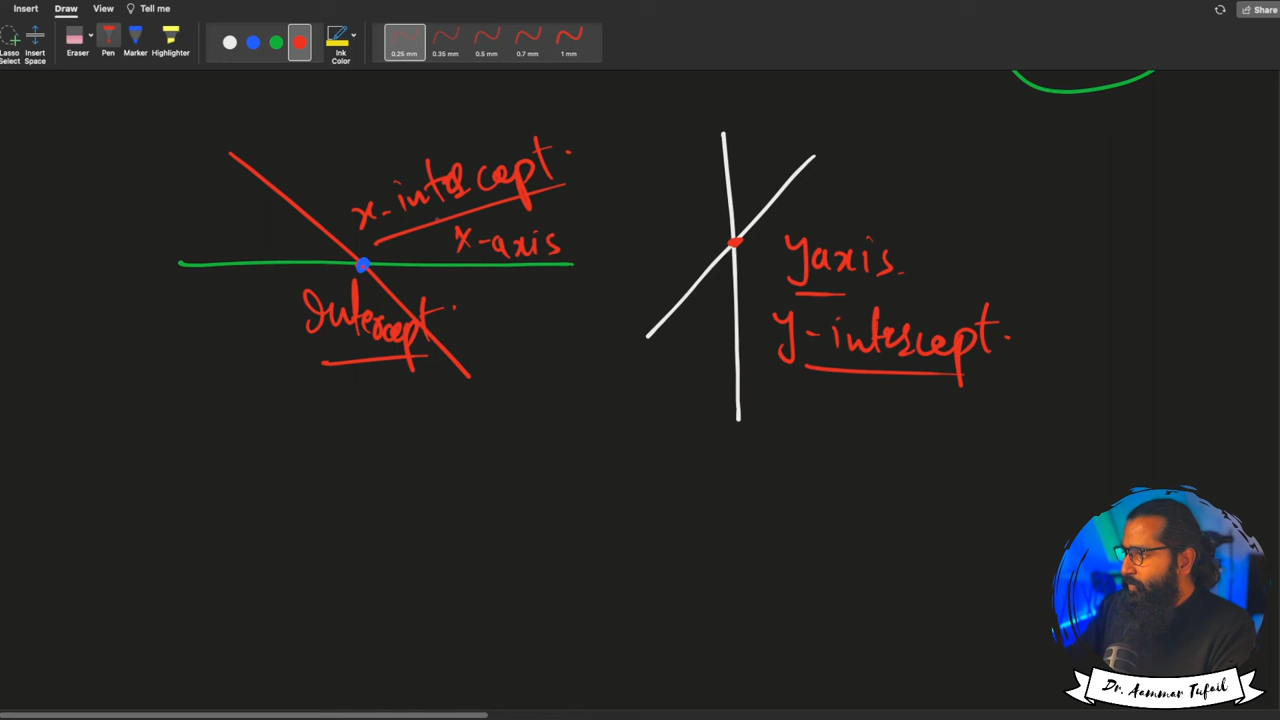 Insert Draw View Tell me
Share
Lasso Select
Insert Space
Eraser
Pen
Marker
Highlighter
Ink Color
0.25 mm
0.35 mm
0.5 mm
0.7 mm
1 mm
x-intercept.
x-axis
Intercept.
y axis.
y-intercept.
Dr. Aammar Tufail